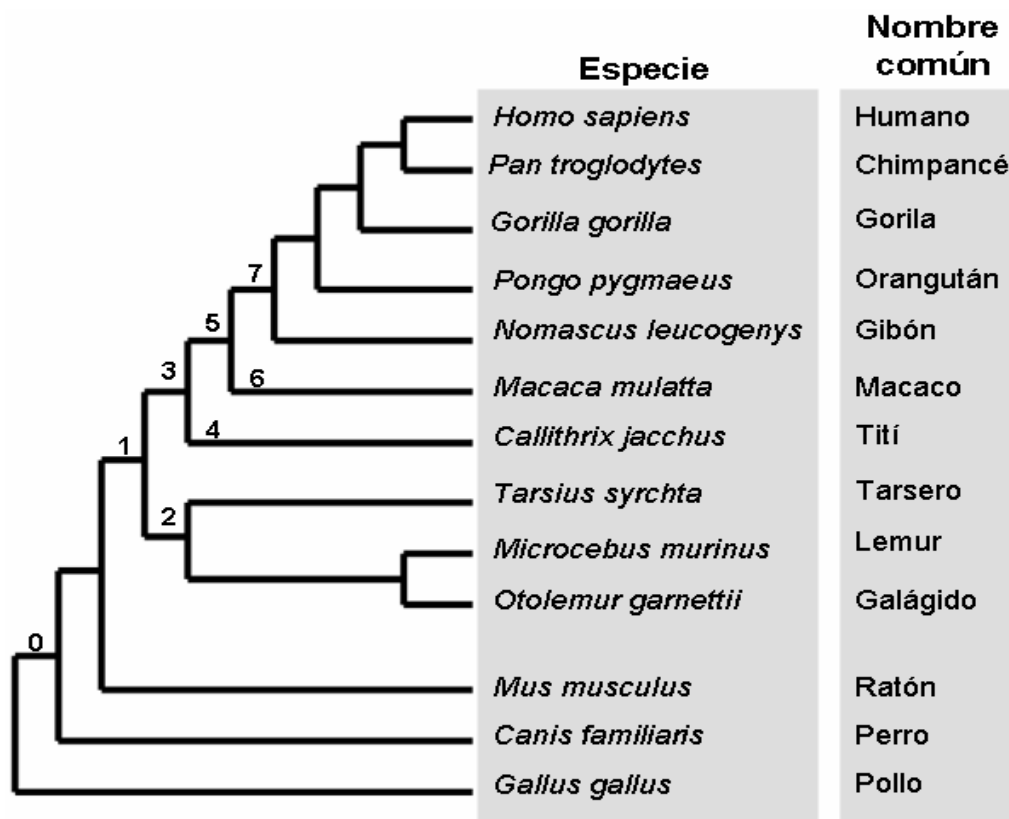 Nombre
común
Especie
Homo sapiens Humano
Pan troglodytes Chimpancé
Gorilla gorilla Gorila
7
Pongo pygmaeus Orangután
5
Nomascus leucogenys Gibón
3
6
Macaca mulatta Macaco
4
Callithrix jacchus Tití
1
Tarsius syrchta Tarsero
2
Microcebus murinus Lemur
Otolemur garnettii Galágido
0
Mus musculus Ratón
Canis familiaris Perro
Gallus gallus Pollo